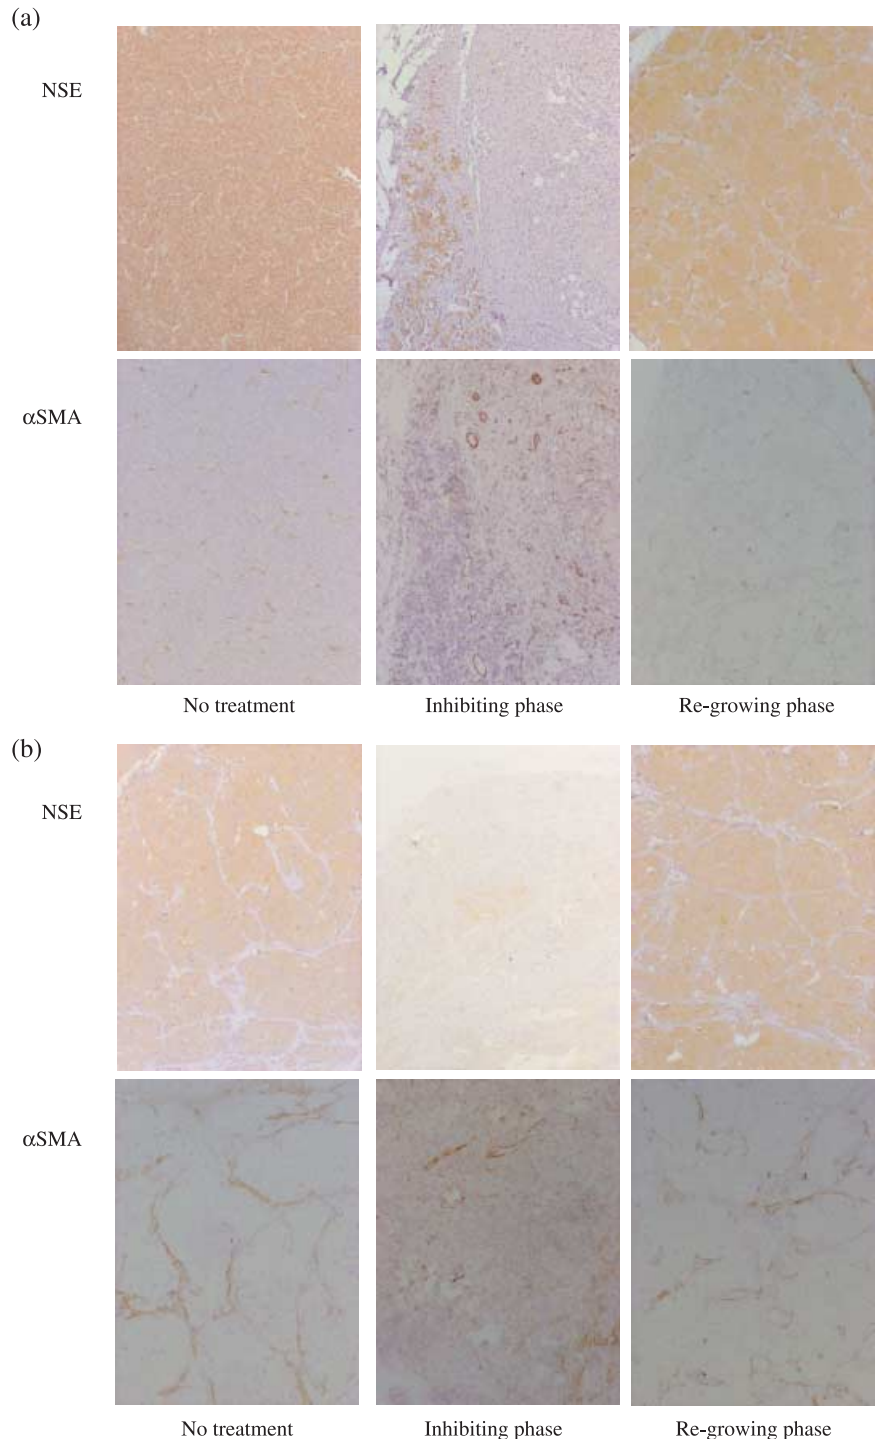 (a)
NSE
αSMA
No treatment Inhibiting phase Re-growing phase
(b)
NSE
αSMA
No treatment Inhibiting phase Re-growing phase